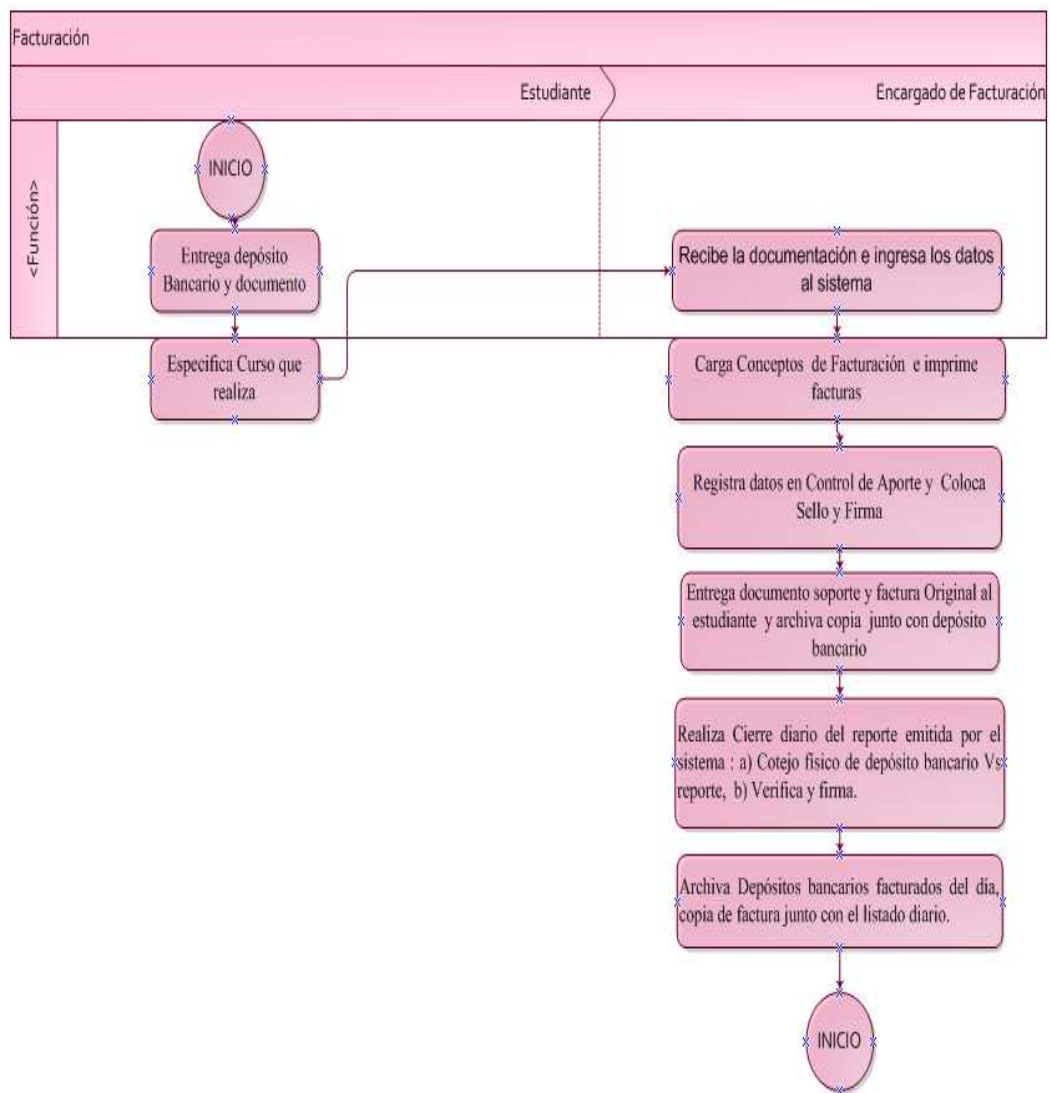 Facturación
Estudiante
Encargado de Facturación
<Función>
INICIO
Entrega depósito
Bancario y documento
Especifica Curso que
realiza
Recibe la documentación e ingresa los datos
al sistema
Carga Conceptos de Facturación e imprime
facturas
Registra datos en Control de Aporte y Coloca
Sello y Firma
Entrega documento soporte y factura Original al
estudiante y archiva copia junto con depósito
bancario
Realiza Cierre diario del reporte emitida por el
sistema : a) Cotejo físico de depósito bancario Vs
reporte, b) Verifica y firma.
Archiva Depósitos bancarios facturados del día,
copia de factura junto con el listado diario.
INICIO